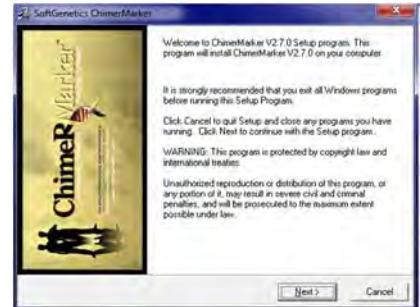 SoftGenetics ChimerMarker
ChimeRMarker
Welcome to ChimerMarker V2.7.0 Setup program. This
program will install ChimerMarker V2.7.0 on your computer.
It is strongly recommended that you exit all Windows programs
before running this Setup Program.
Click Cancel to quit Setup and close any programs you have
running. Click Next to continue with the Setup program.
WARNING: This program is protected by copyright law and
international treaties.
Unauthorized reproduction or distribution of this program, or
any portion of it, may result in severe civil and criminal
penalties, and will be prosecuted to the maximum extent
possible under law.
Next >
Cancel